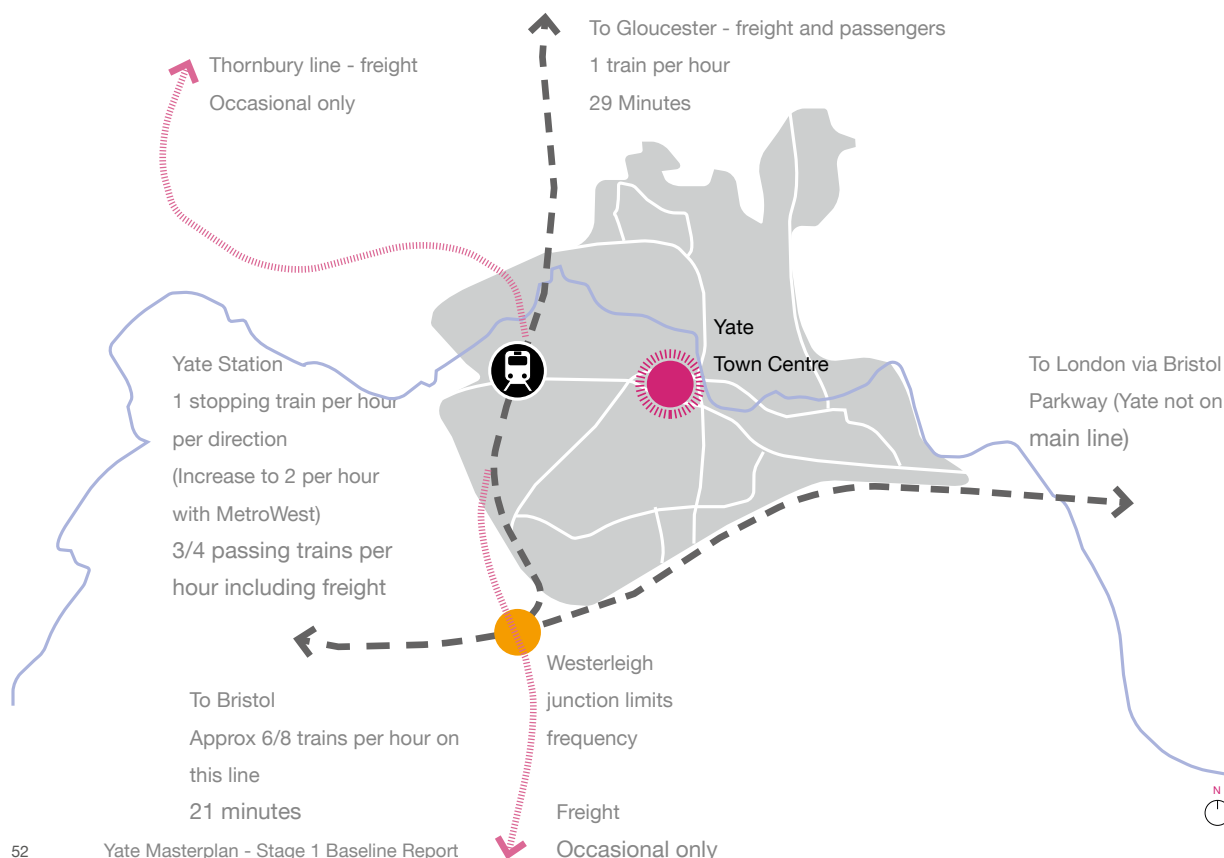 To Gloucester - freight and passengers
1 train per hour
29 Minutes
Thornbury line - freight
Occasional only
Yate
Town Centre
Yate Station
1 stopping train per hour
per direction
(Increase to 2 per hour
with MetroWest)
3/4 passing trains per
hour including freight
To London via Bristol
Parkway (Yate not on
main line)
Westerleigh
junction limits
frequency
To Bristol
Approx 6/8 trains per hour on
this line
21 minutes
Freight
Occasional only
N
52 Yate Masterplan - Stage 1 Baseline Report